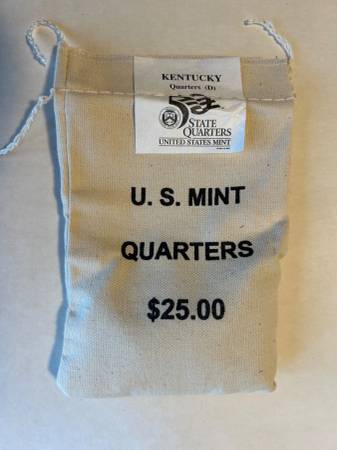 KENTUCKY
Quarters (D)
50
STATE
QUARTERS
UNITED STATES MINT
U. S. MINT
QUARTERS
$25.00